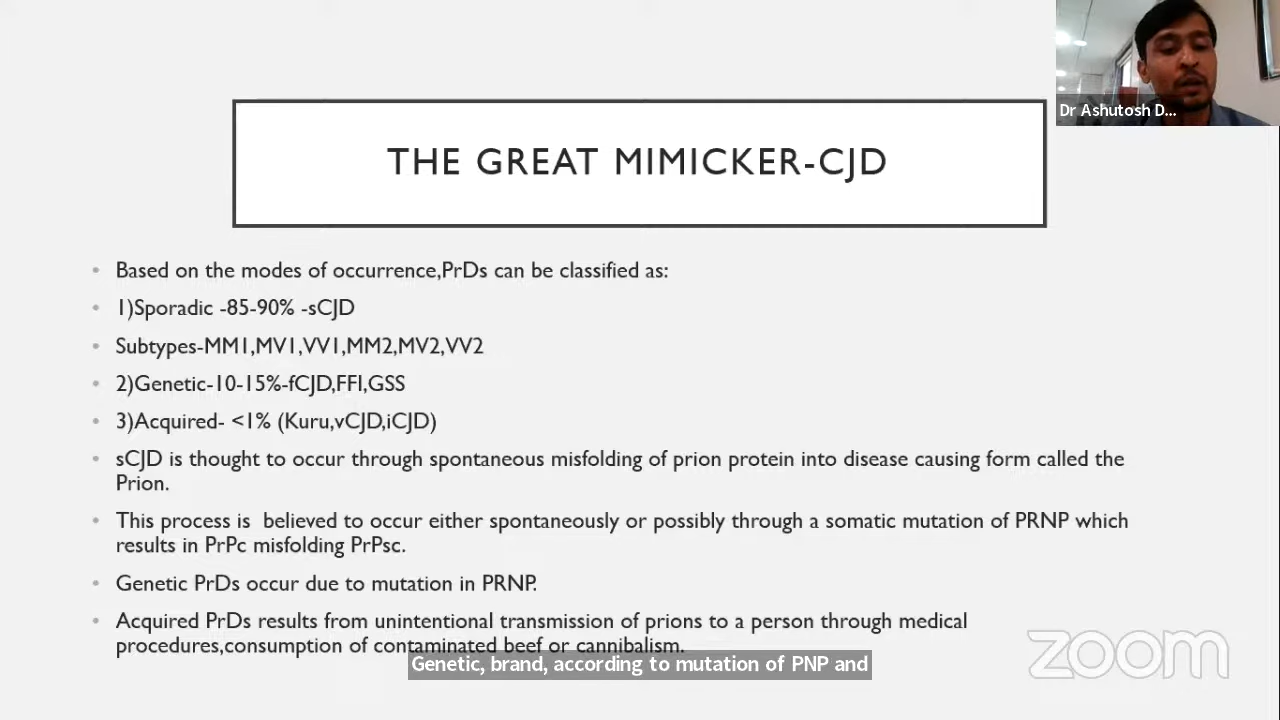 Dr Ashutosh D...
THE GREAT MIMICKER-CJD
Based on the modes of occurrence,PrDs can be classified as:
1)Sporadic -85-90% -sCJD
Subtypes-MM1,MV1,VV1,MM2,MV2,VV2
2)Genetic-10-15%-fCJD,FFI,GSS
3)Acquired- <1% (Kuru,vCJD,iCJD)
sCJD is thought to occur through spontaneous misfolding of prion protein into disease causing form called the
Prion.
This process is  believed to occur either spontaneously or possibly through a somatic mutation of PRNP which
results in PrPc misfolding PrPsc.
Genetic PrDs occur due to mutation in PRNP.
Acquired PrDs results from unintentional transmission of prions to a person through medical
procedures,consumption of contaminated beef or cannibalism.
Genetic, brand, according to mutation of PNP and
zoom